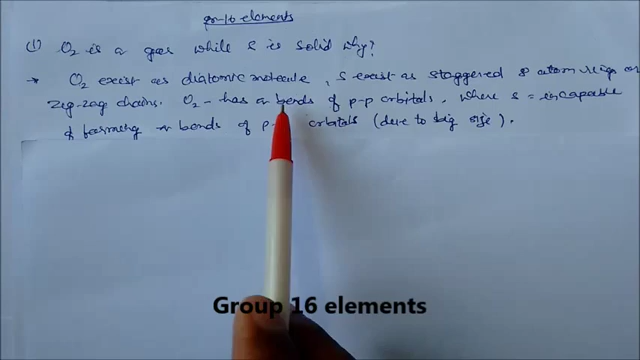 gr-16 elements
① O₂ is a gas while S is solid why?
* O₂ exist as diatomic molecule, S exist as staggered 8 atom rings or
zig-zag chains. O₂ - has π bonds of p-p orbitals, where S = incapable
of forming π bonds of p- orbitals (due to big size).
Group 16 elements